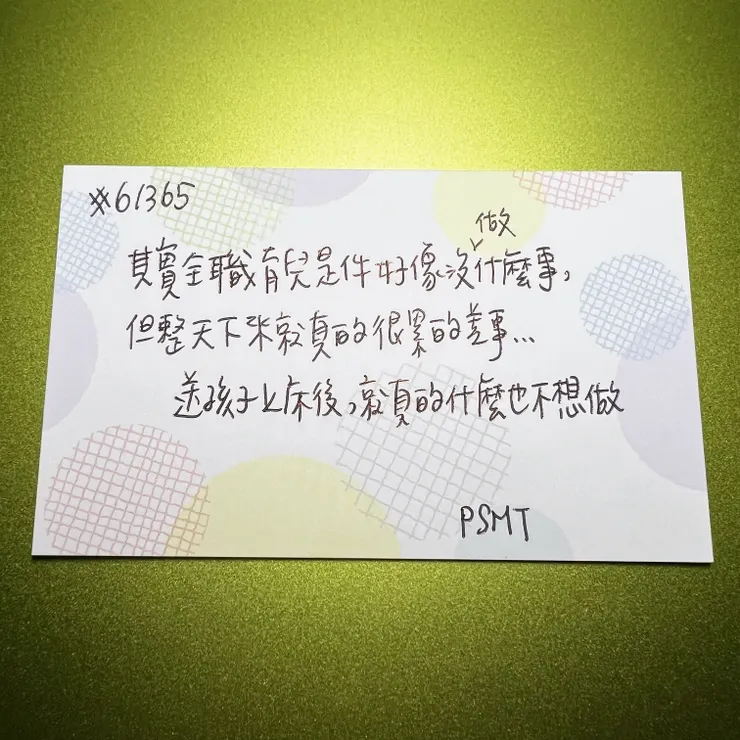 #61365
其實全職育兒是件好像沒做什麼事，
但整天下來就真的很累的差事...
送孩子上床後，就真的什麼也不想做
PSMT